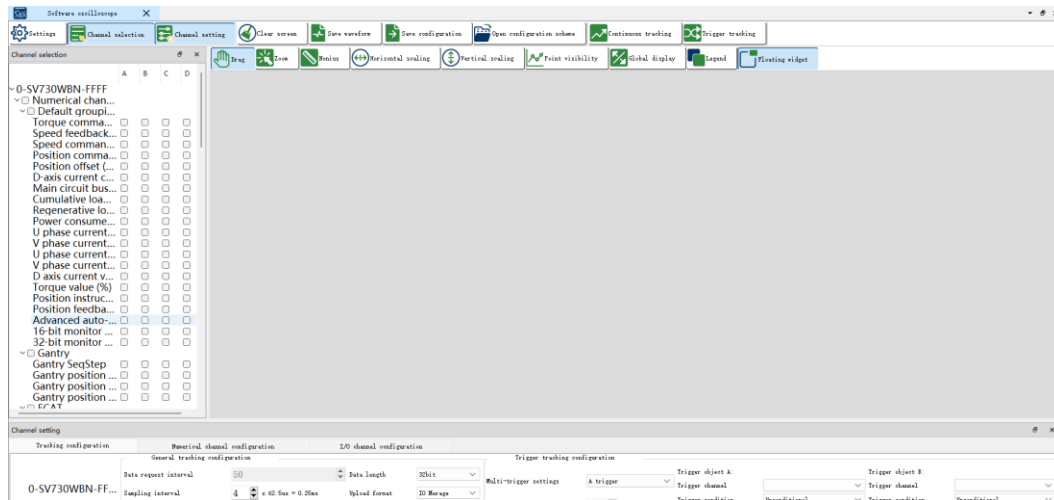 Software oscilloscope X
Settings Channel selection Channel setting Clear screen Save waveform Save configuration Open configuration scheme Continuous tracking Trigger tracking
Channel selection
Drag Zoom Nonius Horizontal scaling Vertical scaling Point visibility Global display Legend Floating widget
A B C D
0-SV730WBN-FFFF
Numerical chan...
Default groupi...
Torque comma...
Speed feedback...
Speed comman...
Position comma...
Position offset (...
D-axis current c...
Main circuit bus...
Cumulative loa...
Regenerative lo...
Power consume...
U phase current...
V phase current...
U phase current...
V phase current...
D axis current v...
Torque value (%)
Position instruc...
Position feedba...
Advanced auto-...
16-bit monitor ...
32-bit monitor ...
Gantry
Gantry SeqStep
Gantry position ...
Gantry position ...
Gantry position ...
ECAT
Channel setting
Tracking configuration Numerical channel configuration I/O channel configuration
General tracking configuration Trigger tracking configuration
Data request interval 50 Data length 32bit Multi-trigger settings A trigger Trigger object A: Trigger object B:
Trigger channel Trigger channel
0-SV730WBN-FF... Sampling interval 4 x 62.5us = 0.25ms Upload format IO Merage
Trigger condition Unconditional Trigger condition Unconditional